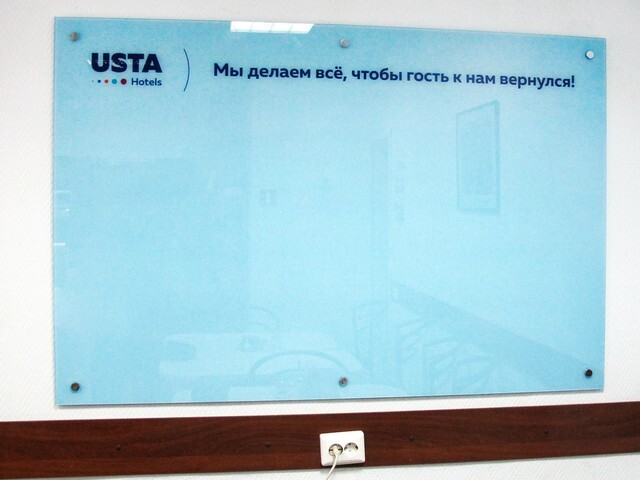 USTA
Hotels
Мы делаем всё, чтобы гость к нам вернулся!